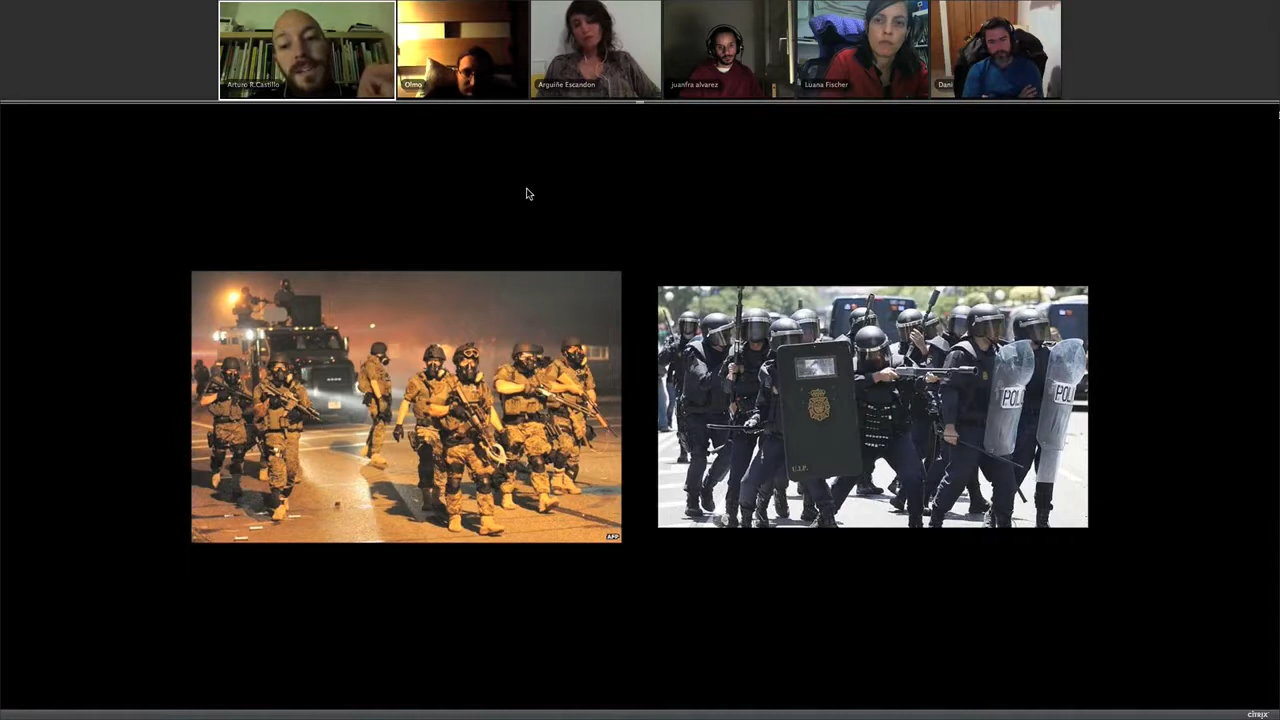 Arturo R.Castillo
Olmo
Arguiñe Escandon
juanfra alvarez
Luana Fischer
Dani
POLI
POLI
U.I.P.
AFP
CITRIX